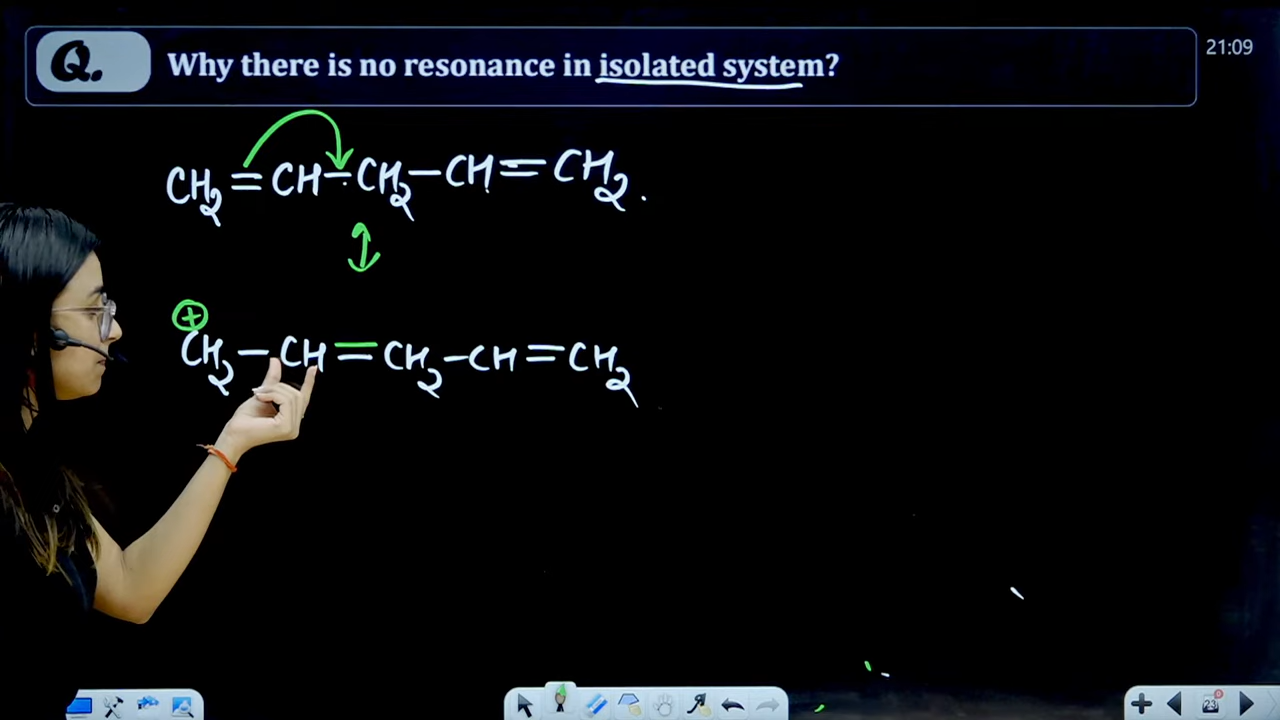 Q. Why there is no resonance in isolated system?
21:09
CH₂=CH-CH₂-CH=CH₂.
⊕
CH₂-CH=CH₂-CH=CH₂
23